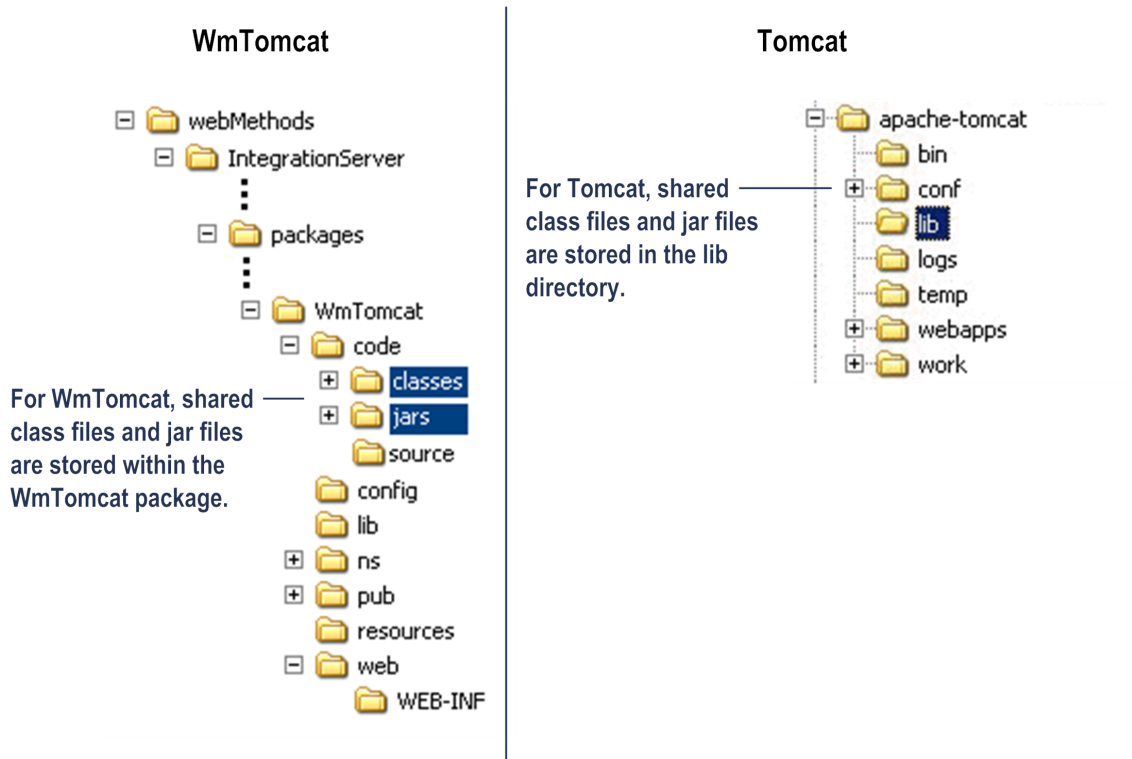 WmTomcat
webMethods
IntegrationServer
packages
WmTomcat
code
classes
jars
source
config
lib
ns
pub
resources
web
WEB-INF
For WmTomcat, shared
class files and jar files
are stored within the
WmTomcat package.
Tomcat
apache-tomcat
bin
conf
lib
logs
temp
webapps
work
For Tomcat, shared
class files and jar files
are stored in the lib
directory.